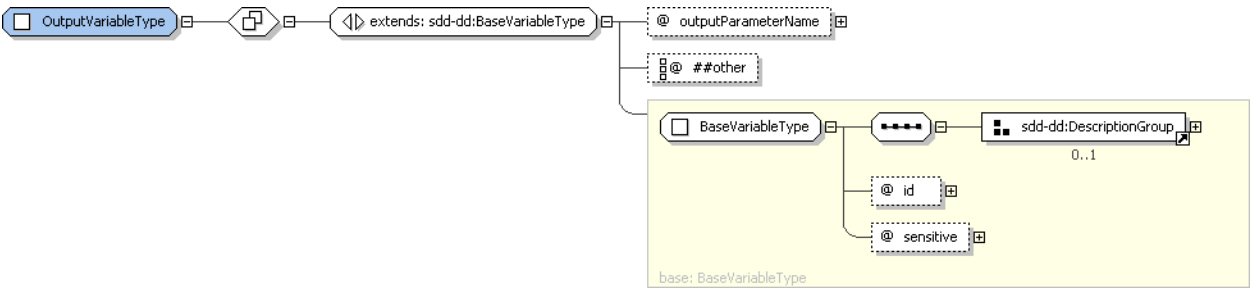 OutputVariableType
extends: sdd-dd:BaseVariableType
@ outputParameterName
@ ##other
BaseVariableType
sdd-dd:DescriptionGroup
0..1
@ id
@ sensitive
base: BaseVariableType